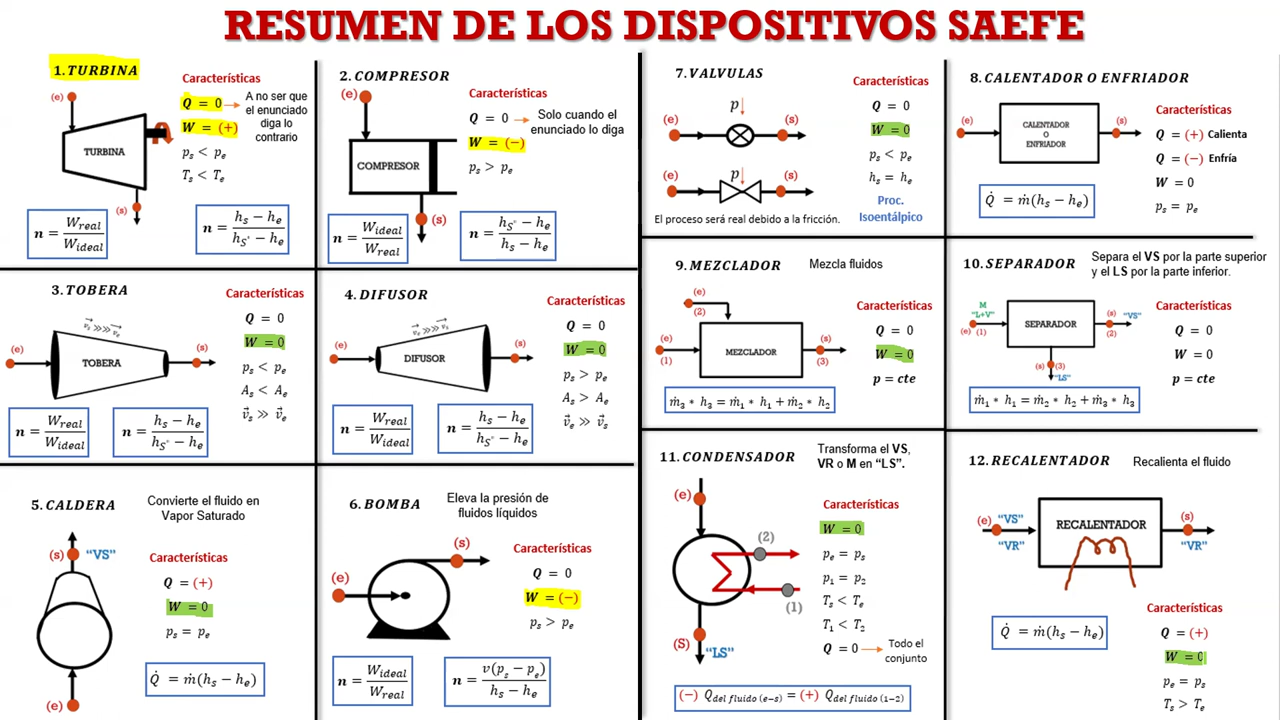 RESUMEN DE LOS DISPOSITIVOS SAEFE
1.TURBINA
Características
(e)
Q = 0
A no ser que
el enunciado
diga lo
contrario
W = (+)
TURBINA
p_s < p_e
T_s < T_e
(s)
n = W_real / W_ideal
n = (h_s − h_e) / (h_S* − h_e)
2.COMPRESOR
Características
(e)
Q = 0
Solo cuando el
enunciado lo diga
W = (−)
COMPRESOR
p_s > p_e
(s)
n = W_ideal / W_real
n = (h_S* − h_e) / (h_s − h_e)
3.TOBERA
Características
v_s >>> v_e
Q = 0
W = 0
(e)
TOBERA
(s)
p_s < p_e
A_s < A_e
v_s ≫ v_e
n = W_real / W_ideal
n = (h_s − h_e) / (h_S* − h_e)
4.DIFUSOR
Características
v_e >>> v_s
Q = 0
W = 0
(e)
DIFUSOR
(s)
p_s > p_e
A_s > A_e
v_e ≫ v_s
n = W_real / W_ideal
n = (h_s − h_e) / (h_S* − h_e)
5.CALDERA
Convierte el fluido en
Vapor Saturado
(s)
"VS"
Características
Q = (+)
W = 0
p_s = p_e
Q̇ = ṁ(h_s − h_e)
(e)
6.BOMBA
Eleva la presión de
fluidos líquidos
(s)
Características
(e)
Q = 0
W = (−)
p_s > p_e
n = W_ideal / W_real
n = v(p_s − p_e) / (h_s − h_e)
7.VALVULAS
Características
p
Q = 0
(e)
(s)
W = 0
p_s < p_e
p
(e)
(s)
h_s = h_e
Proc.
Isoentálpico
El proceso será real debido a la fricción.
8.CALENTADOR O ENFRIADOR
Características
(e)
CALENTADOR
O
ENFRIADOR
(s)
Q = (+) Calienta
Q = (−) Enfría
W = 0
p_s = p_e
Q̇ = ṁ(h_s − h_e)
9.MEZCLADOR
Mezcla fluidos
Características
(e)
(2)
Q = 0
W = 0
p = cte
(e)
(1)
MEZCLADOR
(s)
(3)
ṁ_3 * h_3 = ṁ_1 * h_1 + ṁ_2 * h_2
10.SEPARADOR
Separa el VS por la parte superior
y el LS por la parte inferior.
Características
M
"L+V"
(e) (1)
SEPARADOR
(s)
(2)
"VS"
(s)
(3)
"LS"
Q = 0
W = 0
p = cte
ṁ_1 * h_1 = ṁ_2 * h_2 + ṁ_3 * h_3
11.CONDENSADOR
Transforma el VS,
VR o M en "LS".
(e)
Características
W = 0
(2)
p_e = p_s
p_1 = p_2
(1)
T_s < T_e
T_1 < T_2
(S)
"LS"
Q = 0
Todo el
conjunto
(−) Q_del fluido (e−s) = (+) Q_del fluido (1−2)
12.RECALENTADOR
Recalienta el fluido
(e)
"VS"
"VR"
RECALENTADOR
(s)
"VR"
Características
Q̇ = ṁ(h_s − h_e)
Q = (+)
W = 0
p_e = p_s
T_s > T_e